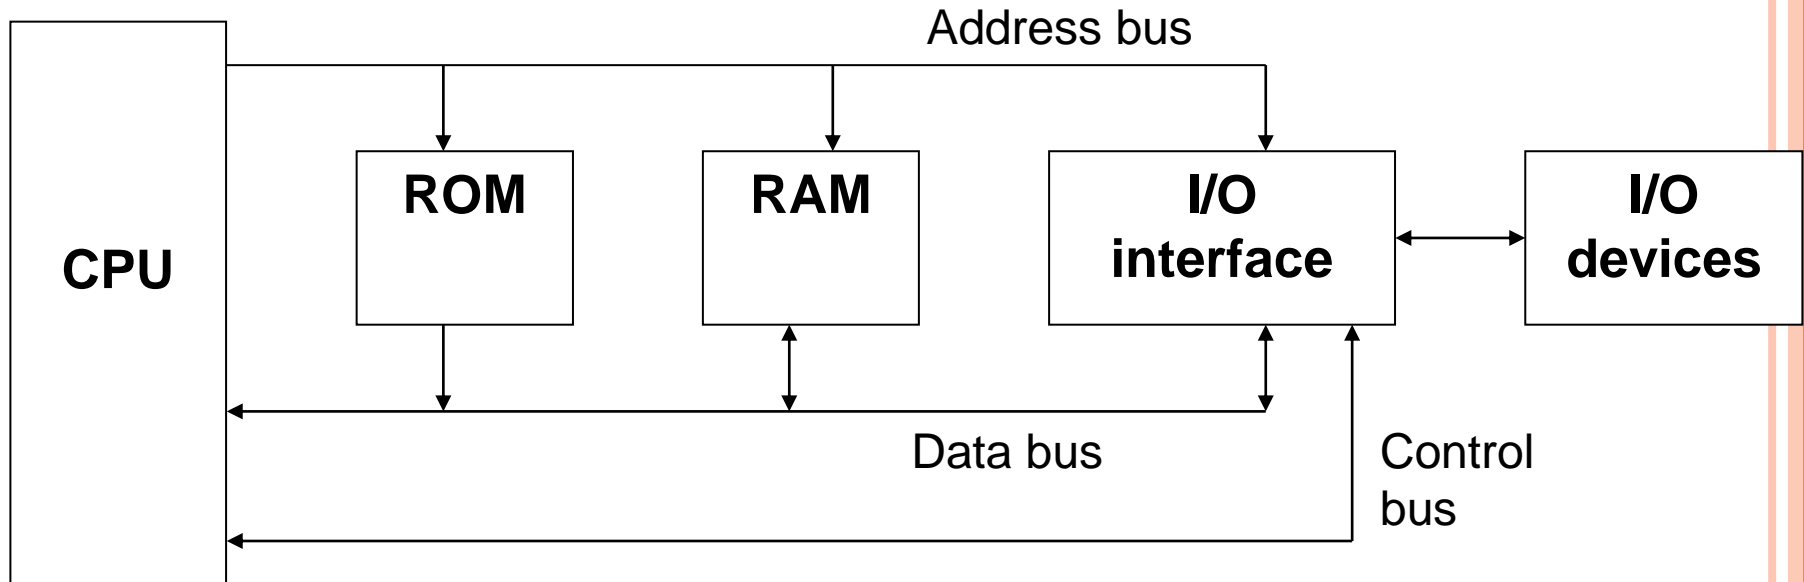 Address bus
ROM
RAM
I/O
interface
I/O
devices
CPU
Data bus
Control
bus